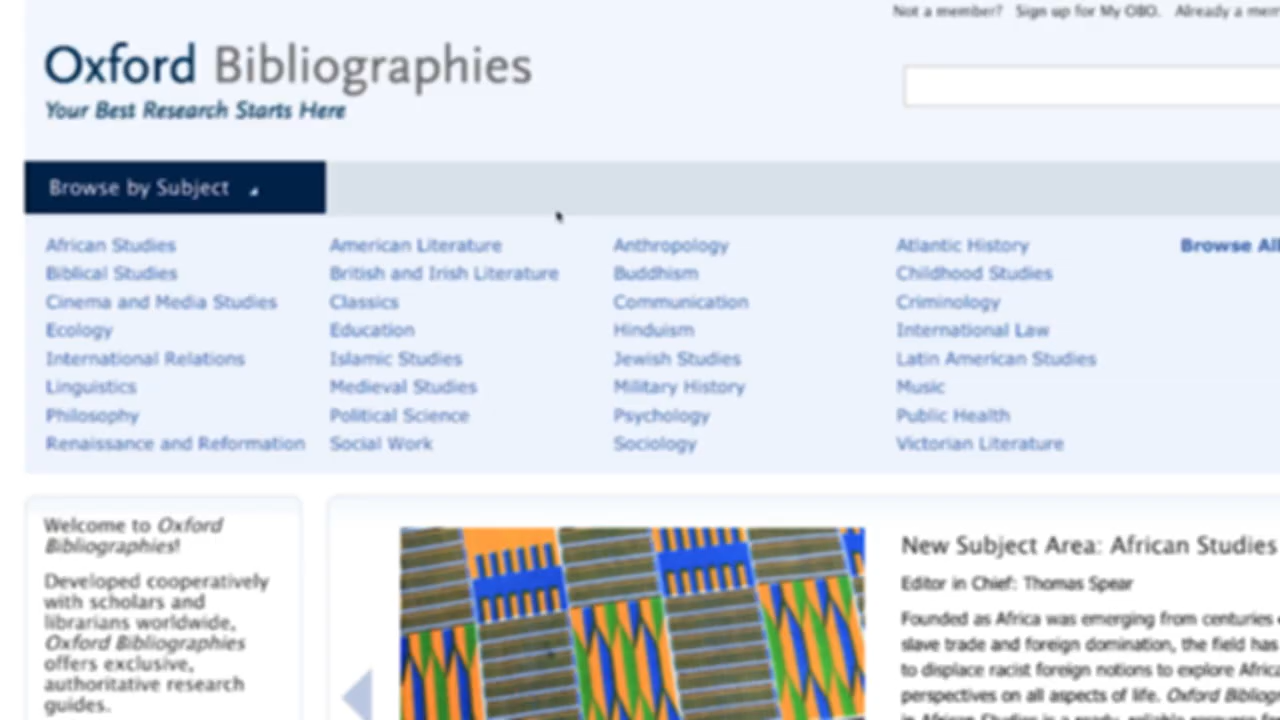 Not a member? Sign up for My OBO. Already a mem
Oxford Bibliographies
Your Best Research Starts Here
Browse by Subject
African Studies American Literature Anthropology Atlantic History Browse All
Biblical Studies British and Irish Literature Buddhism Childhood Studies
Cinema and Media Studies Classics Communication Criminology
Ecology Education Hinduism International Law
International Relations Islamic Studies Jewish Studies Latin American Studies
Linguistics Medieval Studies Military History Music
Philosophy Political Science Psychology Public Health
Renaissance and Reformation Social Work Sociology Victorian Literature
Welcome to Oxford
Bibliographies!
Developed cooperatively
with scholars and
librarians worldwide,
Oxford Bibliographies
offers exclusive,
authoritative research
guides.
New Subject Area: African Studies
Editor in Chief: Thomas Spear
Founded as Africa was emerging from centuries
slave trade and foreign domination, the field has
to displace racist foreign notions to explore Africa
perspectives on all aspects of life. Oxford Bibliog